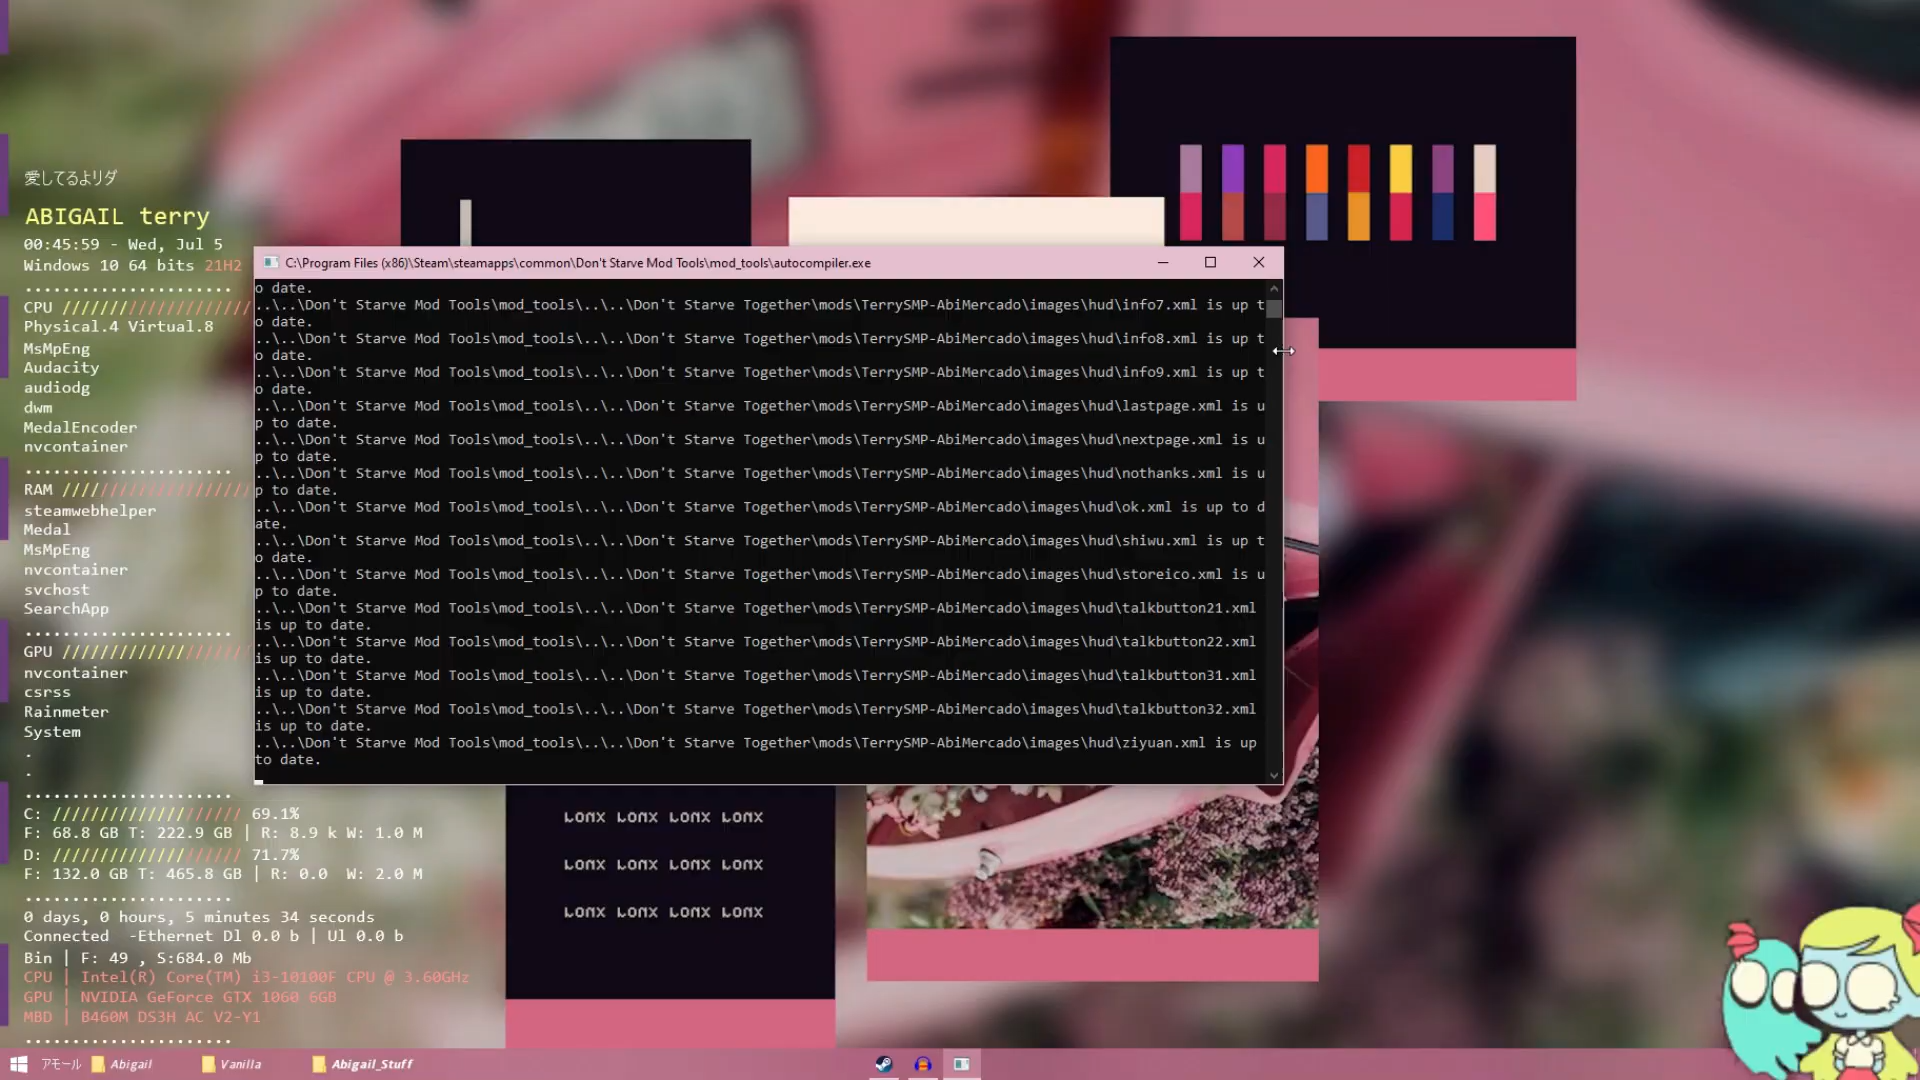 愛してるよリダ
ABIGAIL terry
00:45:59 - Wed, Jul 5
Windows 10 64 bits 21H2
......................
CPU ////////////////////
Physical.4 Virtual.8
MsMpEng
Audacity
audiodg
dwm
MedalEncoder
nvcontainer
......................
RAM ////////////////////
steamwebhelper
Medal
MsMpEng
nvcontainer
svchost
SearchApp
......................
GPU ////////////////////
nvcontainer
csrss
Rainmeter
System
.
.
......................
C: //////////////////// 69.1%
F: 68.8 GB T: 222.9 GB | R: 8.9 k W: 1.0 M
D: //////////////////// 71.7%
F: 132.0 GB T: 465.8 GB | R: 0.0 W: 2.0 M
......................
0 days, 0 hours, 5 minutes 34 seconds
Connected -Ethernet Dl 0.0 b | Ul 0.0 b
Bin | F: 49 , S:684.0 Mb
CPU | Intel(R) Core(TM) i3-10100F CPU @ 3.60GHz
GPU | NVIDIA GeForce GTX 1060 6GB
MBD | B460M DS3H AC V2-Y1
......................
C:\Program Files (x86)\Steam\steamapps\common\Don't Starve Mod Tools\mod_tools\autocompiler.exe
o date.
..\..\Don't Starve Mod Tools\mod_tools\..\..\Don't Starve Together\mods\TerrySMP-AbiMercado\images\hud\info7.xml is up t
o date.
..\..\Don't Starve Mod Tools\mod_tools\..\..\Don't Starve Together\mods\TerrySMP-AbiMercado\images\hud\info8.xml is up t
o date.
..\..\Don't Starve Mod Tools\mod_tools\..\..\Don't Starve Together\mods\TerrySMP-AbiMercado\images\hud\info9.xml is up t
o date.
..\..\Don't Starve Mod Tools\mod_tools\..\..\Don't Starve Together\mods\TerrySMP-AbiMercado\images\hud\lastpage.xml is u
p to date.
..\..\Don't Starve Mod Tools\mod_tools\..\..\Don't Starve Together\mods\TerrySMP-AbiMercado\images\hud\nextpage.xml is u
p to date.
..\..\Don't Starve Mod Tools\mod_tools\..\..\Don't Starve Together\mods\TerrySMP-AbiMercado\images\hud\nothanks.xml is u
p to date.
..\..\Don't Starve Mod Tools\mod_tools\..\..\Don't Starve Together\mods\TerrySMP-AbiMercado\images\hud\ok.xml is up to d
ate.
..\..\Don't Starve Mod Tools\mod_tools\..\..\Don't Starve Together\mods\TerrySMP-AbiMercado\images\hud\shiwu.xml is up t
o date.
..\..\Don't Starve Mod Tools\mod_tools\..\..\Don't Starve Together\mods\TerrySMP-AbiMercado\images\hud\storeico.xml is u
p to date.
..\..\Don't Starve Mod Tools\mod_tools\..\..\Don't Starve Together\mods\TerrySMP-AbiMercado\images\hud\talkbutton21.xml
is up to date.
..\..\Don't Starve Mod Tools\mod_tools\..\..\Don't Starve Together\mods\TerrySMP-AbiMercado\images\hud\talkbutton22.xml
is up to date.
..\..\Don't Starve Mod Tools\mod_tools\..\..\Don't Starve Together\mods\TerrySMP-AbiMercado\images\hud\talkbutton31.xml
is up to date.
..\..\Don't Starve Mod Tools\mod_tools\..\..\Don't Starve Together\mods\TerrySMP-AbiMercado\images\hud\talkbutton32.xml
is up to date.
..\..\Don't Starve Mod Tools\mod_tools\..\..\Don't Starve Together\mods\TerrySMP-AbiMercado\images\hud\ziyuan.xml is up
to date.
アモール
Abigail
Vanilla
Abigail_Stuff